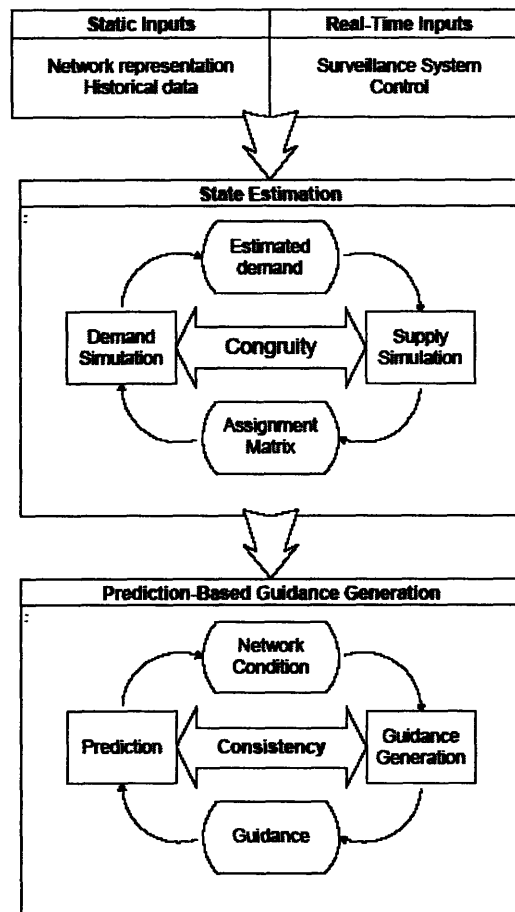 Static Inputs
Network representation
Historical data
Real-Time Inputs
Surveillance System
Control
State Estimation
Estimated
demand
Demand
Simulation
Congruity
Supply
Simulation
Assignment
Matrix
Prediction-Based Guidance Generation
Network
Condition
Prediction
Consistency
Guidance
Generation
Guidance